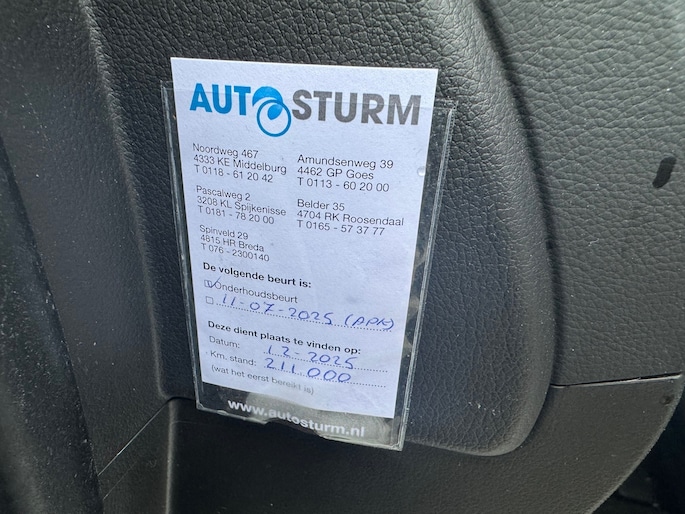 AUTO STURM
Noordweg 467
4333 KE Middelburg
T 0118 - 61 20 42
Amundsenweg 39
4462 GP Goes
T 0113 - 60 20 00
Pascalweg 2
3208 KL Spijkenisse
T 0181 - 78 20 00
Belder 35
4704 RK Roosendaal
T 0165 - 57 37 77
Spinveld 29
4815 HR Breda
T 076 - 2300140
De volgende beurt is:
Onderhoudsbeurt
11-07-2025 (APK)
Deze dient plaats te vinden op:
Datum: 12-2025
Km. stand: 211.000
(wat het eerst bereikt is)
www.autosturm.nl